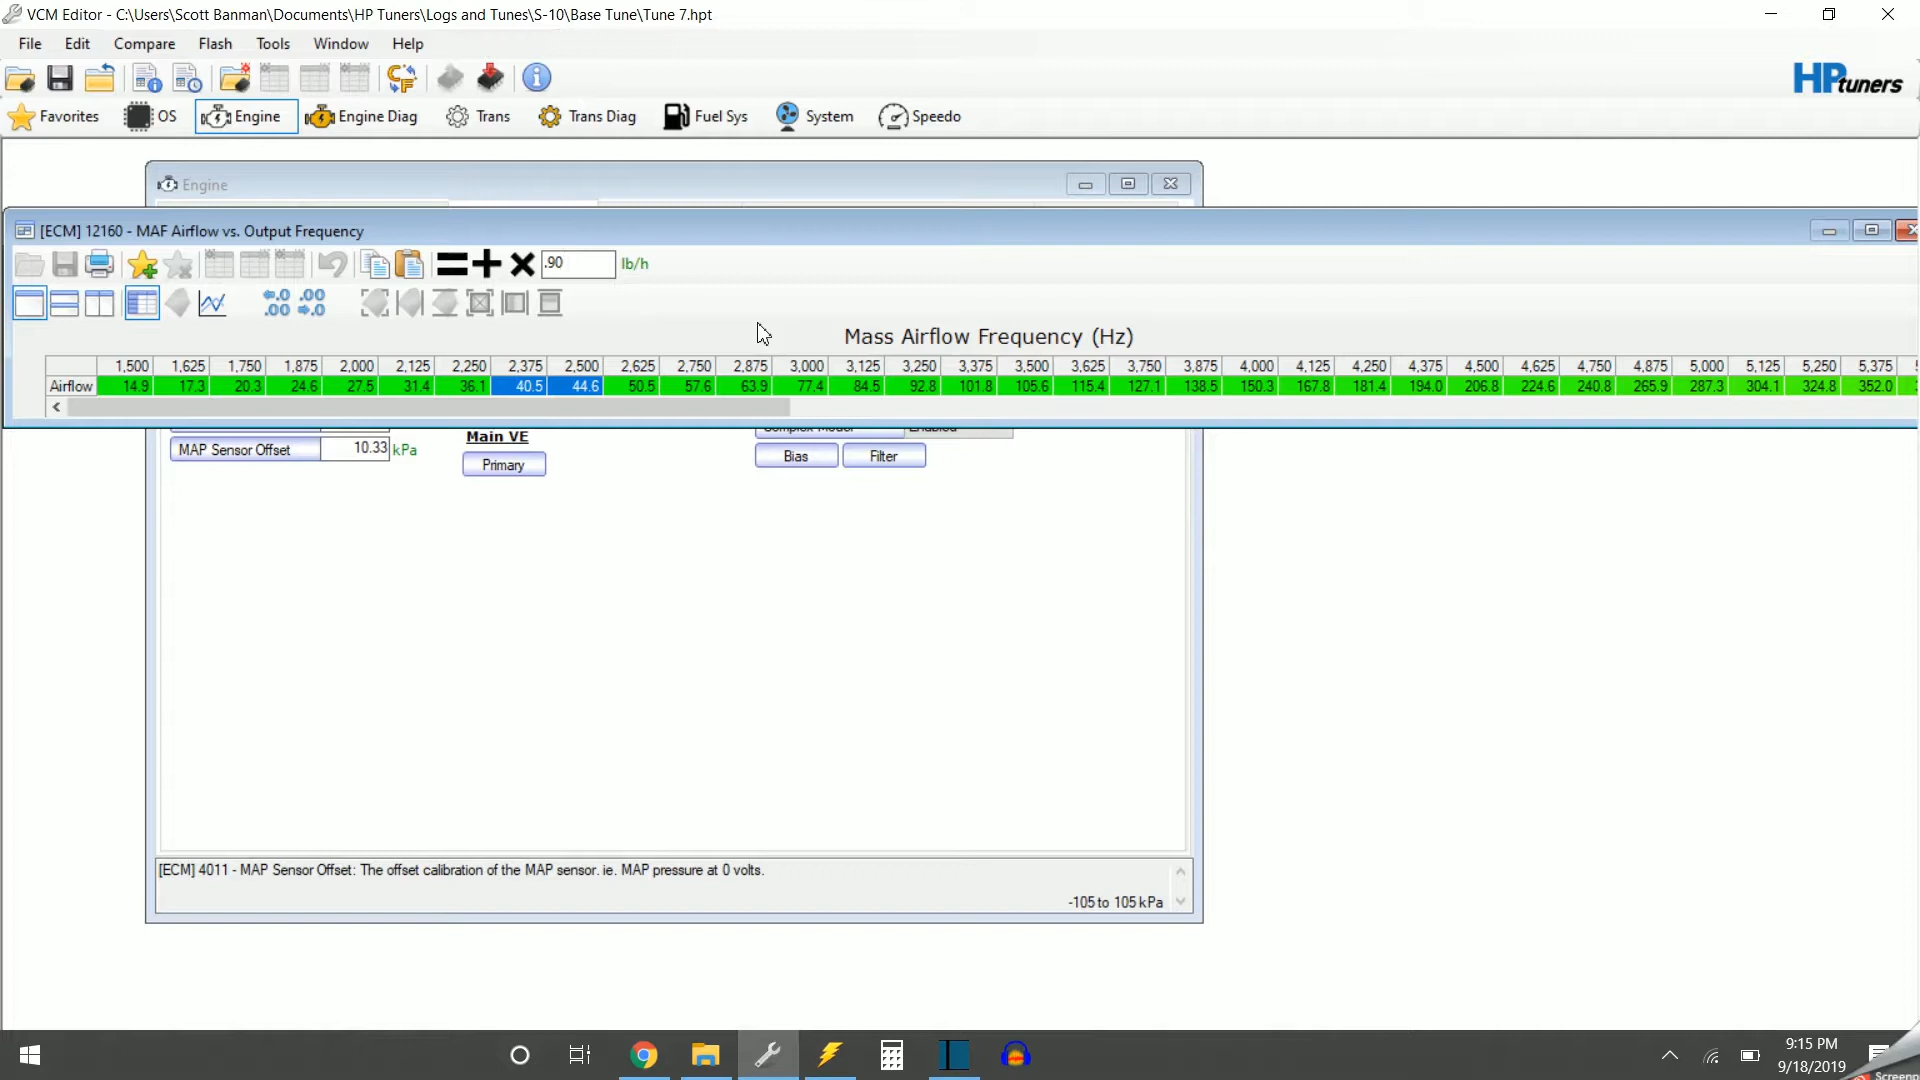 VCM Editor - C:\Users\Scott Banman\Documents\HP Tuners\Logs and Tunes\S-10\Base Tune\Tune 7.hpt
File Edit Compare Flash Tools Window Help
HPtuners
Favorites OS Engine Engine Diag Trans Trans Diag Fuel Sys System Speedo
Engine
[ECM] 12160 - MAF Airflow vs. Output Frequency
.90 lb/h
Mass Airflow Frequency (Hz)
1,500 1,625 1,750 1,875 2,000 2,125 2,250 2,375 2,500 2,625 2,750 2,875 3,000 3,125 3,250 3,375 3,500 3,625 3,750 3,875 4,000 4,125 4,250 4,375 4,500 4,625 4,750 4,875 5,000 5,125 5,250 5,375
Airflow 14.9 17.3 20.3 24.6 27.5 31.4 36.1 40.5 44.6 50.5 57.6 63.9 77.4 84.5 92.8 101.8 105.6 115.4 127.1 138.5 150.3 167.8 181.4 194.0 206.8 224.6 240.8 265.9 287.3 304.1 324.8 352.0
Main VE
MAP Sensor Offset 10.33 kPa
Primary
Bias Filter
[ECM] 4011 - MAP Sensor Offset: The offset calibration of the MAP sensor. ie. MAP pressure at 0 volts.
-105 to 105 kPa
9:15 PM
9/18/2019